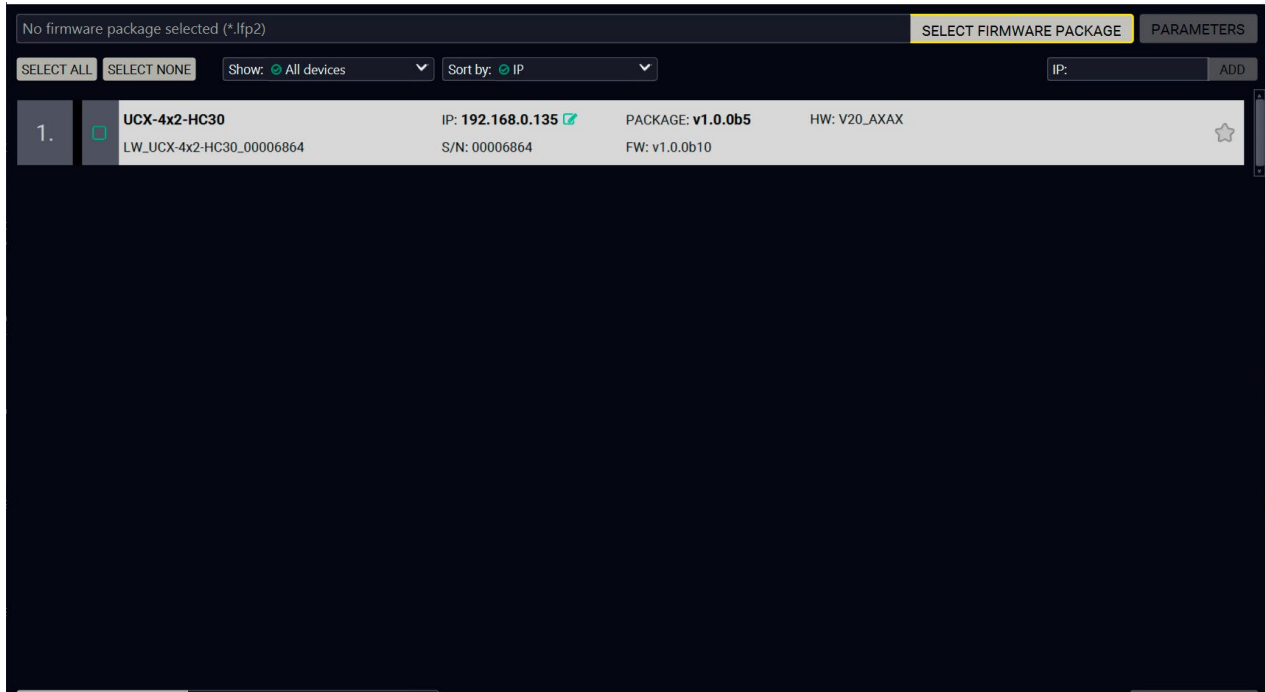 No firmware package selected (*.lfp2) SELECT FIRMWARE PACKAGE PARAMETERS
SELECT ALL SELECT NONE Show: All devices Sort by: IP IP: ADD
1. UCX-4x2-HC30 IP: 192.168.0.135 PACKAGE: v1.0.0b5 HW: V20_AXAX
LW_UCX-4x2-HC30_00006864 S/N: 00006864 FW: v1.0.0b10